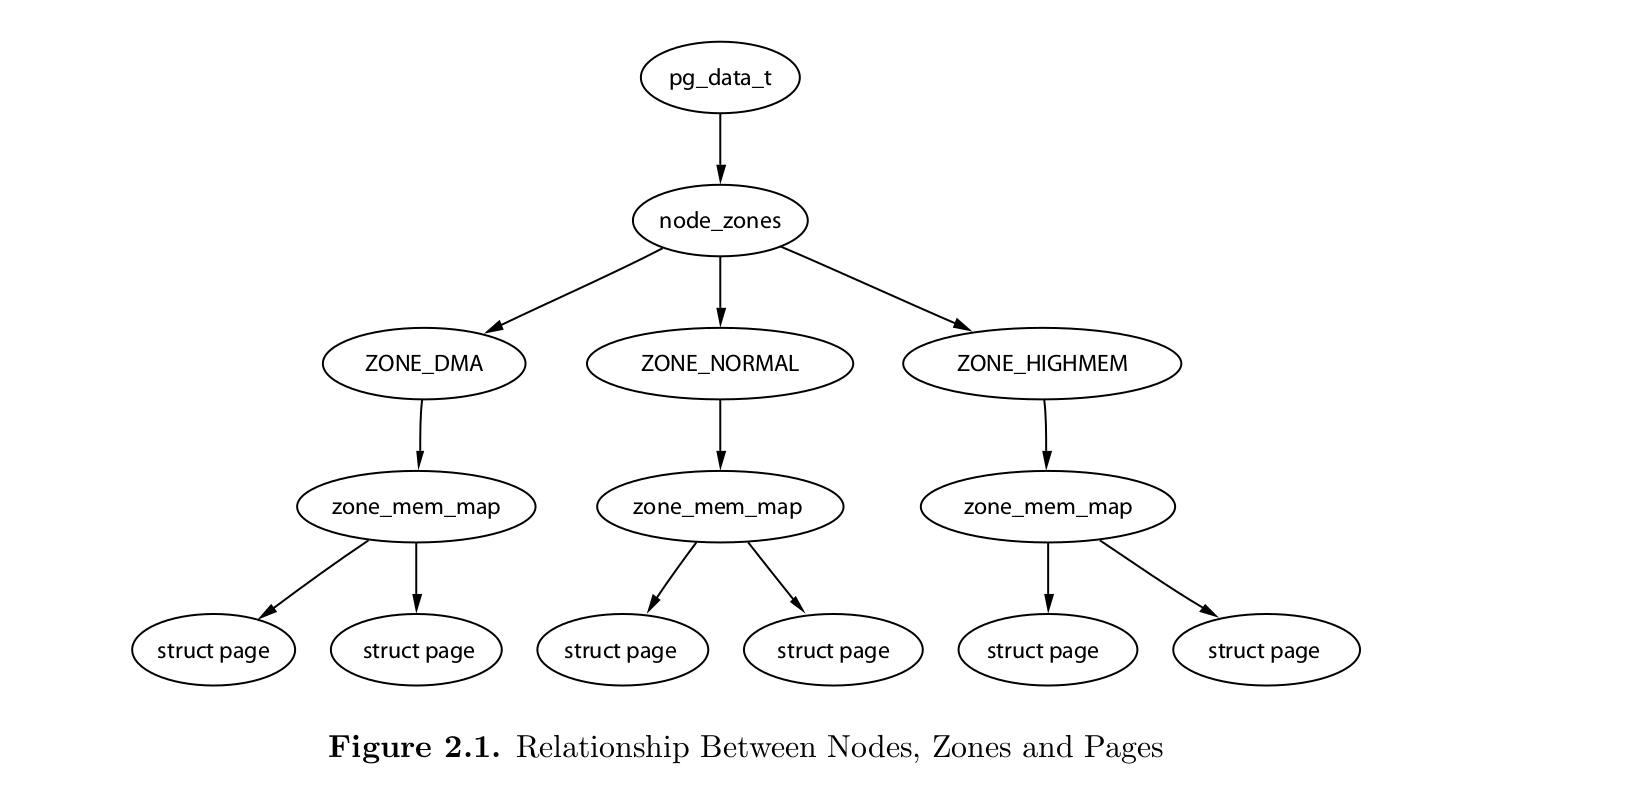 pg_data_t
node_zones
ZONE_DMA ZONE_NORMAL ZONE_HIGHMEM
zone_mem_map zone_mem_map zone_mem_map
struct page struct page struct page struct page struct page struct page
Figure 2.1. Relationship Between Nodes, Zones and Pages